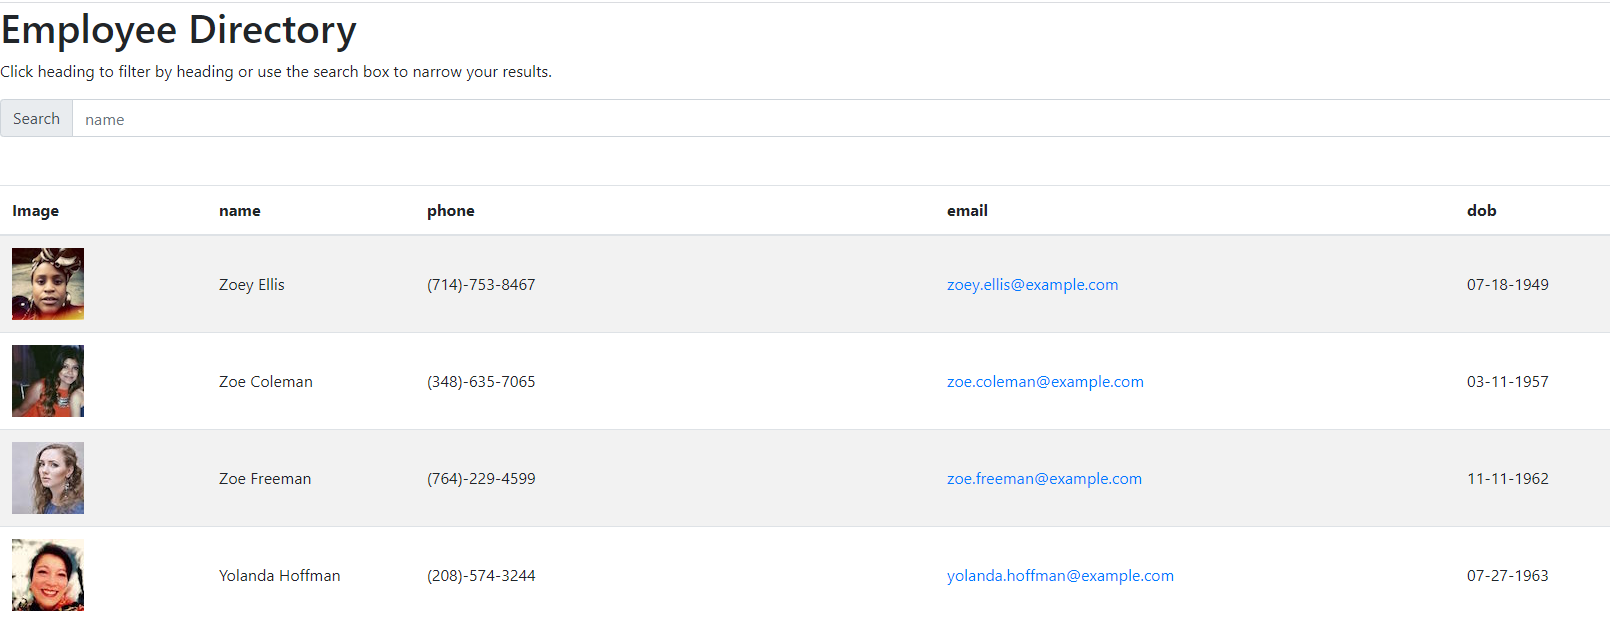 Employee Directory
Click heading to filter by heading or use the search box to narrow your results.
Search name
Image name phone email dob
Zoey Ellis (714)-753-8467 zoey.ellis@example.com 07-18-1949
Zoe Coleman (348)-635-7065 zoe.coleman@example.com 03-11-1957
Zoe Freeman (764)-229-4599 zoe.freeman@example.com 11-11-1962
Yolanda Hoffman (208)-574-3244 yolanda.hoffman@example.com 07-27-1963